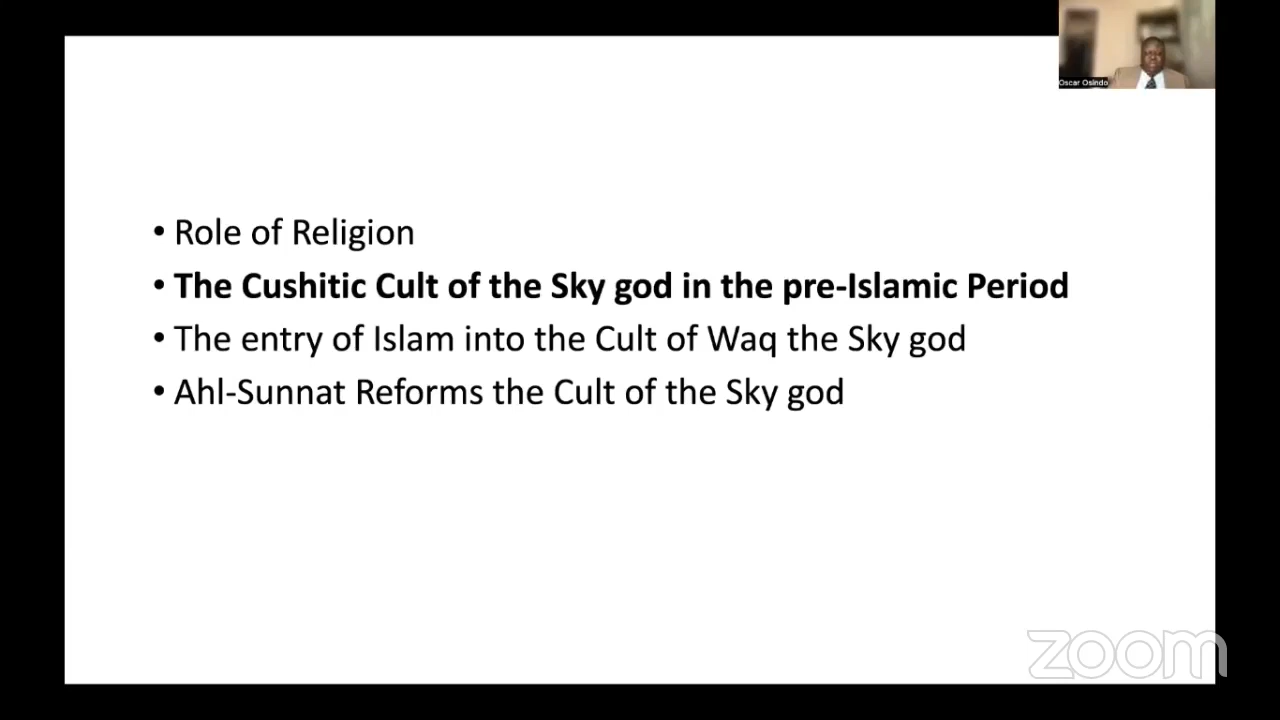 Oscar Osindo
• Role of Religion
• The Cushitic Cult of the Sky god in the pre-Islamic Period
• The entry of Islam into the Cult of Waq the Sky god
• Ahl-Sunnat Reforms the Cult of the Sky god
zoom